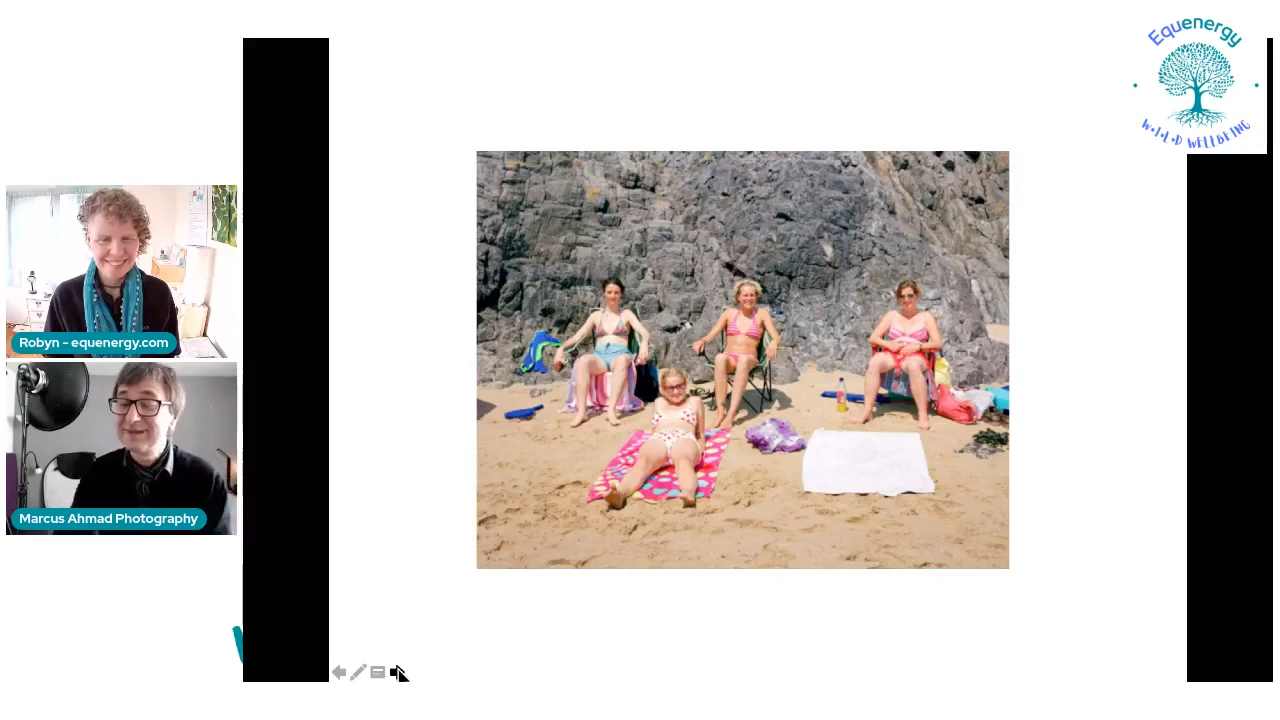 Equenergy
W•I•L•D WELLBEING
Robyn - equenergy.com
Marcus Ahmad Photography